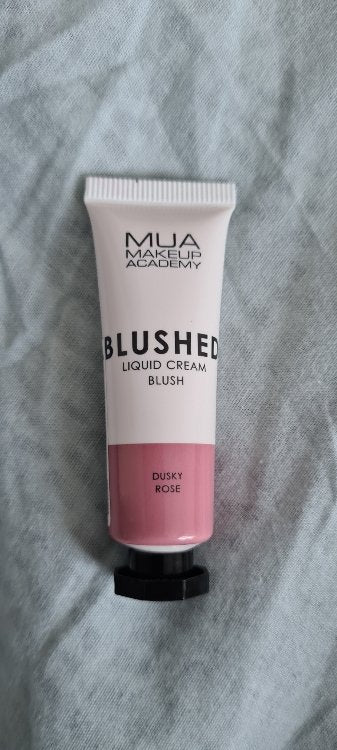 MUA
MAKEUP
ACADEMY
BLUSHED
LIQUID CREAM
BLUSH
DUSKY
ROSE